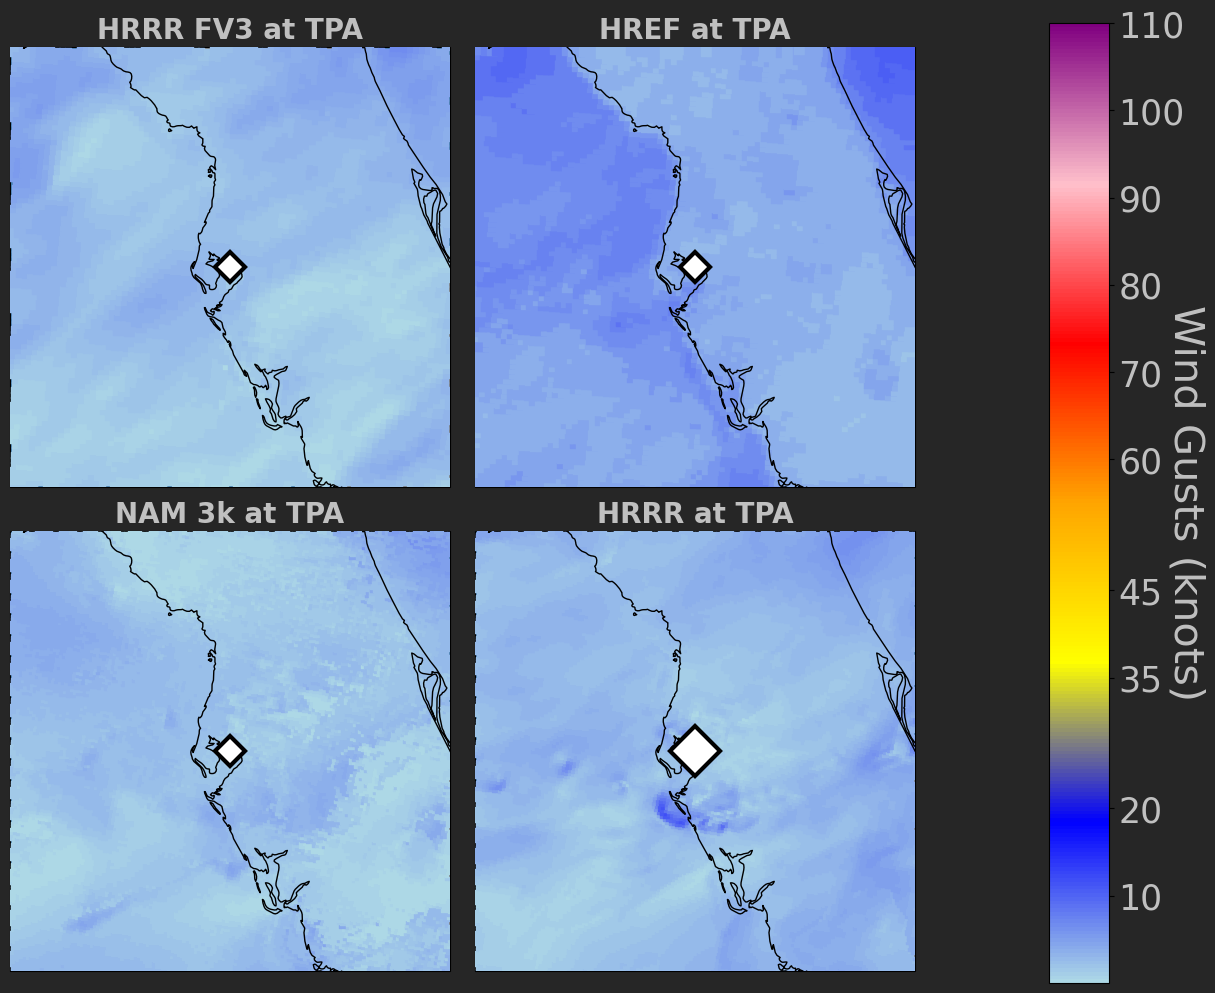 HRRR FV3 at TPA
HREF at TPA
NAM 3k at TPA
HRRR at TPA
110
100
90
80
70
60
45
35
20
10
Wind Gusts (knots)